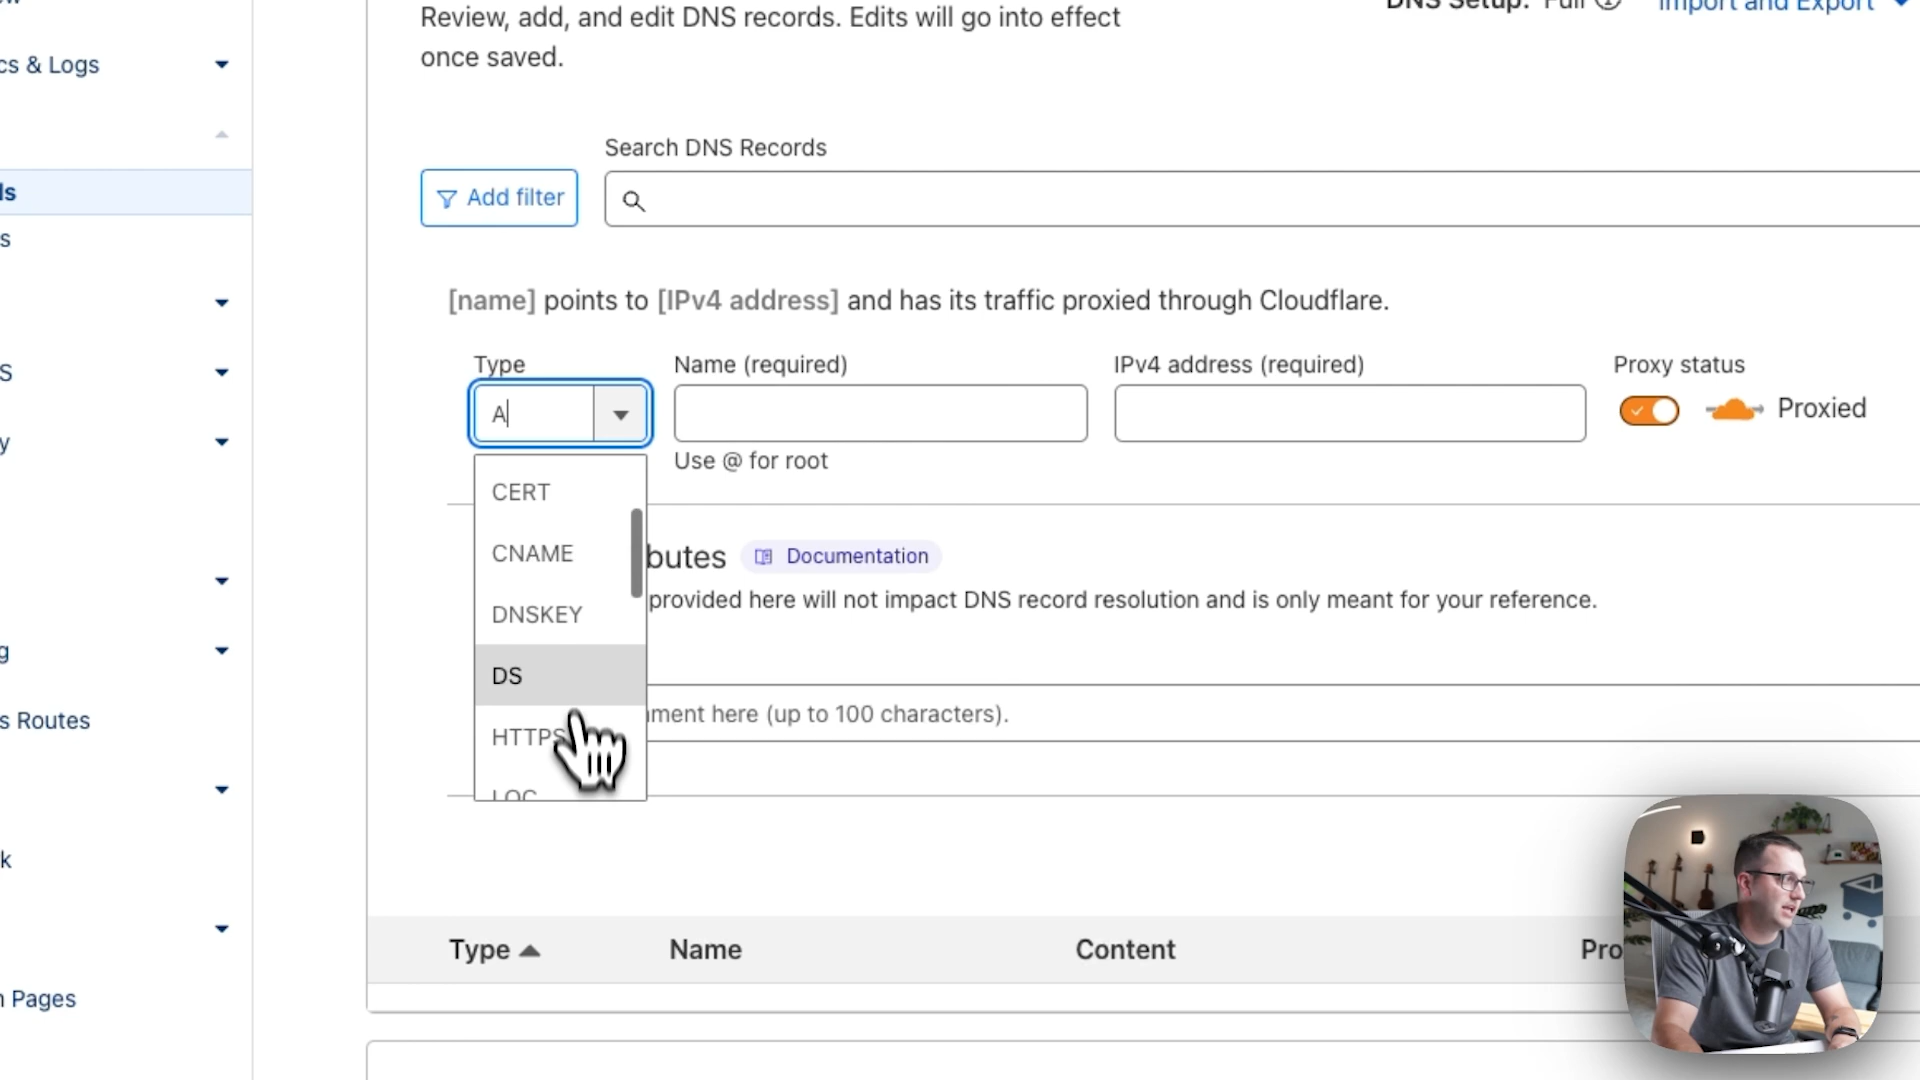 Review, add, and edit DNS records. Edits will go into effect
once saved.
DNS Setup: Full
Import and Export
cs & Logs
ls
s
S
y
g
s Routes
k
n Pages
Search DNS Records
Add filter
[name] points to [IPv4 address] and has its traffic proxied through Cloudflare.
Type
Name (required)
IPv4 address (required)
Proxy status
A
Proxied
Use @ for root
CERT
CNAME
DNSKEY
DS
HTTPS
LOC
butes
Documentation
provided here will not impact DNS record resolution and is only meant for your reference.
mment here (up to 100 characters).
Type
Name
Content
Pro